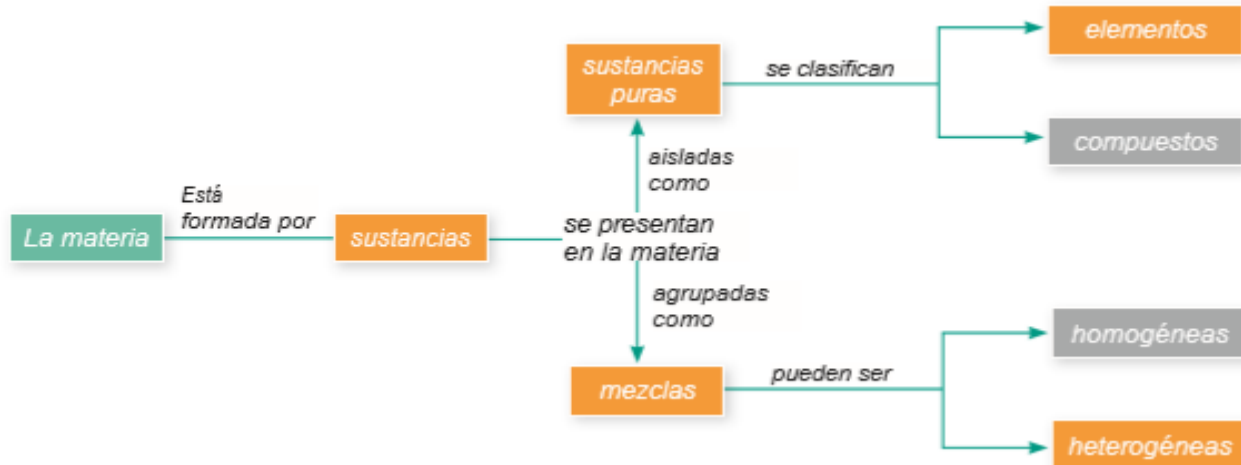 La materia
Está
formada por
sustancias
se presentan
en la materia
aisladas
como
sustancias
puras
se clasifican
elementos
compuestos
agrupadas
como
mezclas
pueden ser
homogéneas
heterogéneas